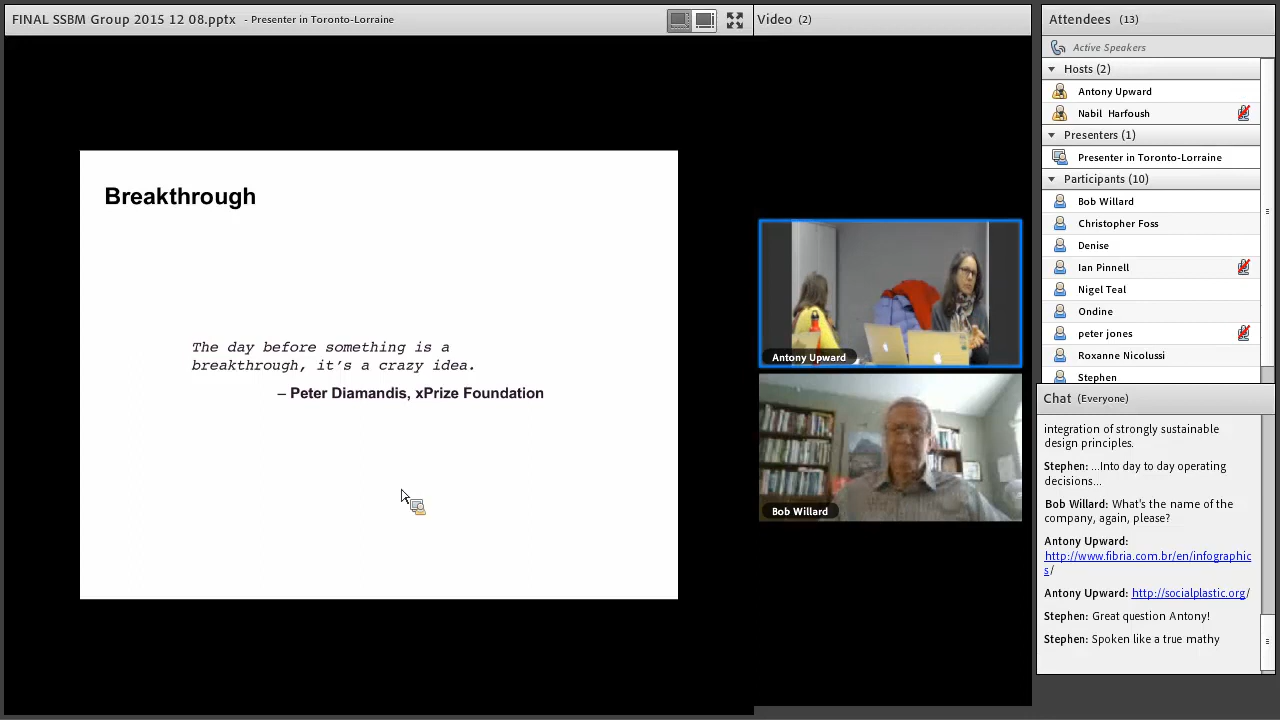 FINAL SSBM Group 2015 12 08.pptx - Presenter in Toronto-Lorraine
Breakthrough
The day before something is a
breakthrough, it's a crazy idea.
– Peter Diamandis, xPrize Foundation
Video (2)
Antony Upward
Bob Willard
Attendees (13)
Active Speakers
Hosts (2)
Antony Upward
Nabil Harfoush
Presenters (1)
Presenter in Toronto-Lorraine
Participants (10)
Bob Willard
Christopher Foss
Denise
Ian Pinnell
Nigel Teal
Ondine
peter jones
Roxanne Nicolussi
Stephen
Chat (Everyone)
integration of strongly sustainable
design principles.
Stephen: ...Into day to day operating
decisions...
Bob Willard: What's the name of the
company, again, please?
Antony Upward:
http://www.fibria.com.br/en/infographic
s/
Antony Upward: http://socialplastic.org/
Stephen: Great question Antony!
Stephen: Spoken like a true mathy